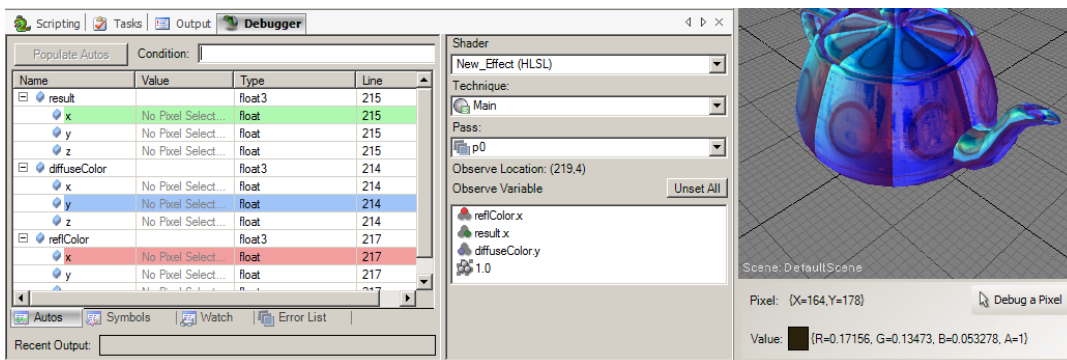 Scripting Tasks Output Debugger
Populate Autos Condition:
Name Value Type Line
result float3 215
x No Pixel Select... float 215
y No Pixel Select... float 215
z No Pixel Select... float 215
diffuseColor float3 214
x No Pixel Select... float 214
y No Pixel Select... float 214
z No Pixel Select... float 214
reflColor float3 217
x No Pixel Select... float 217
y No Pixel Select... float 217
Autos Symbols Watch Error List
Recent Output:
Shader
New_Effect (HLSL)
Technique:
Main
Pass:
p0
Observe Location: (219,4)
Observe Variable Unset All
reflColor.x
result.x
diffuseColor.y
1.0
Scene: DefaultScene
Pixel: {X=164,Y=178} Debug a Pixel
Value: {R=0.17156, G=0.13473, B=0.053278, A=1}